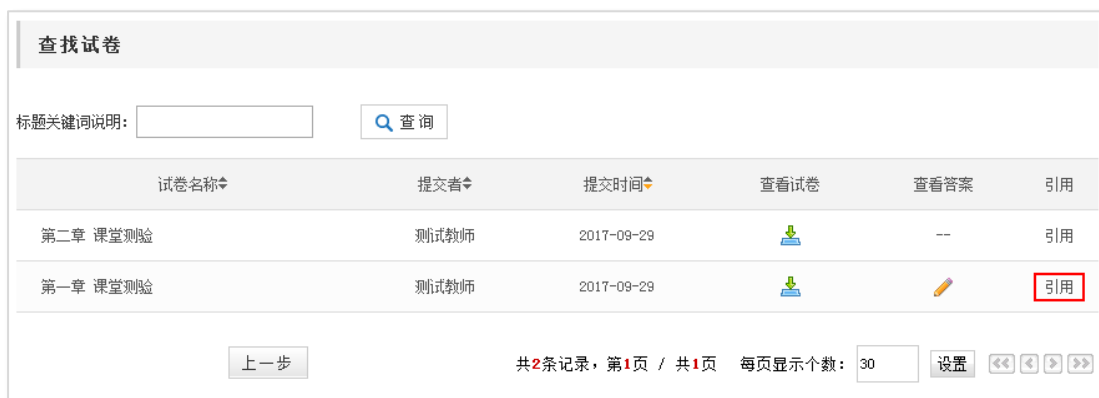 查找试卷
标题关键词说明： 查询
试卷名称 提交者 提交时间 查看试卷 查看答案 引用
第二章 课堂测验 测试教师 2017-09-29 -- 引用
第一章 课堂测验 测试教师 2017-09-29 引用
上一步 共2条记录，第1页 / 共1页 每页显示个数： 30 设置